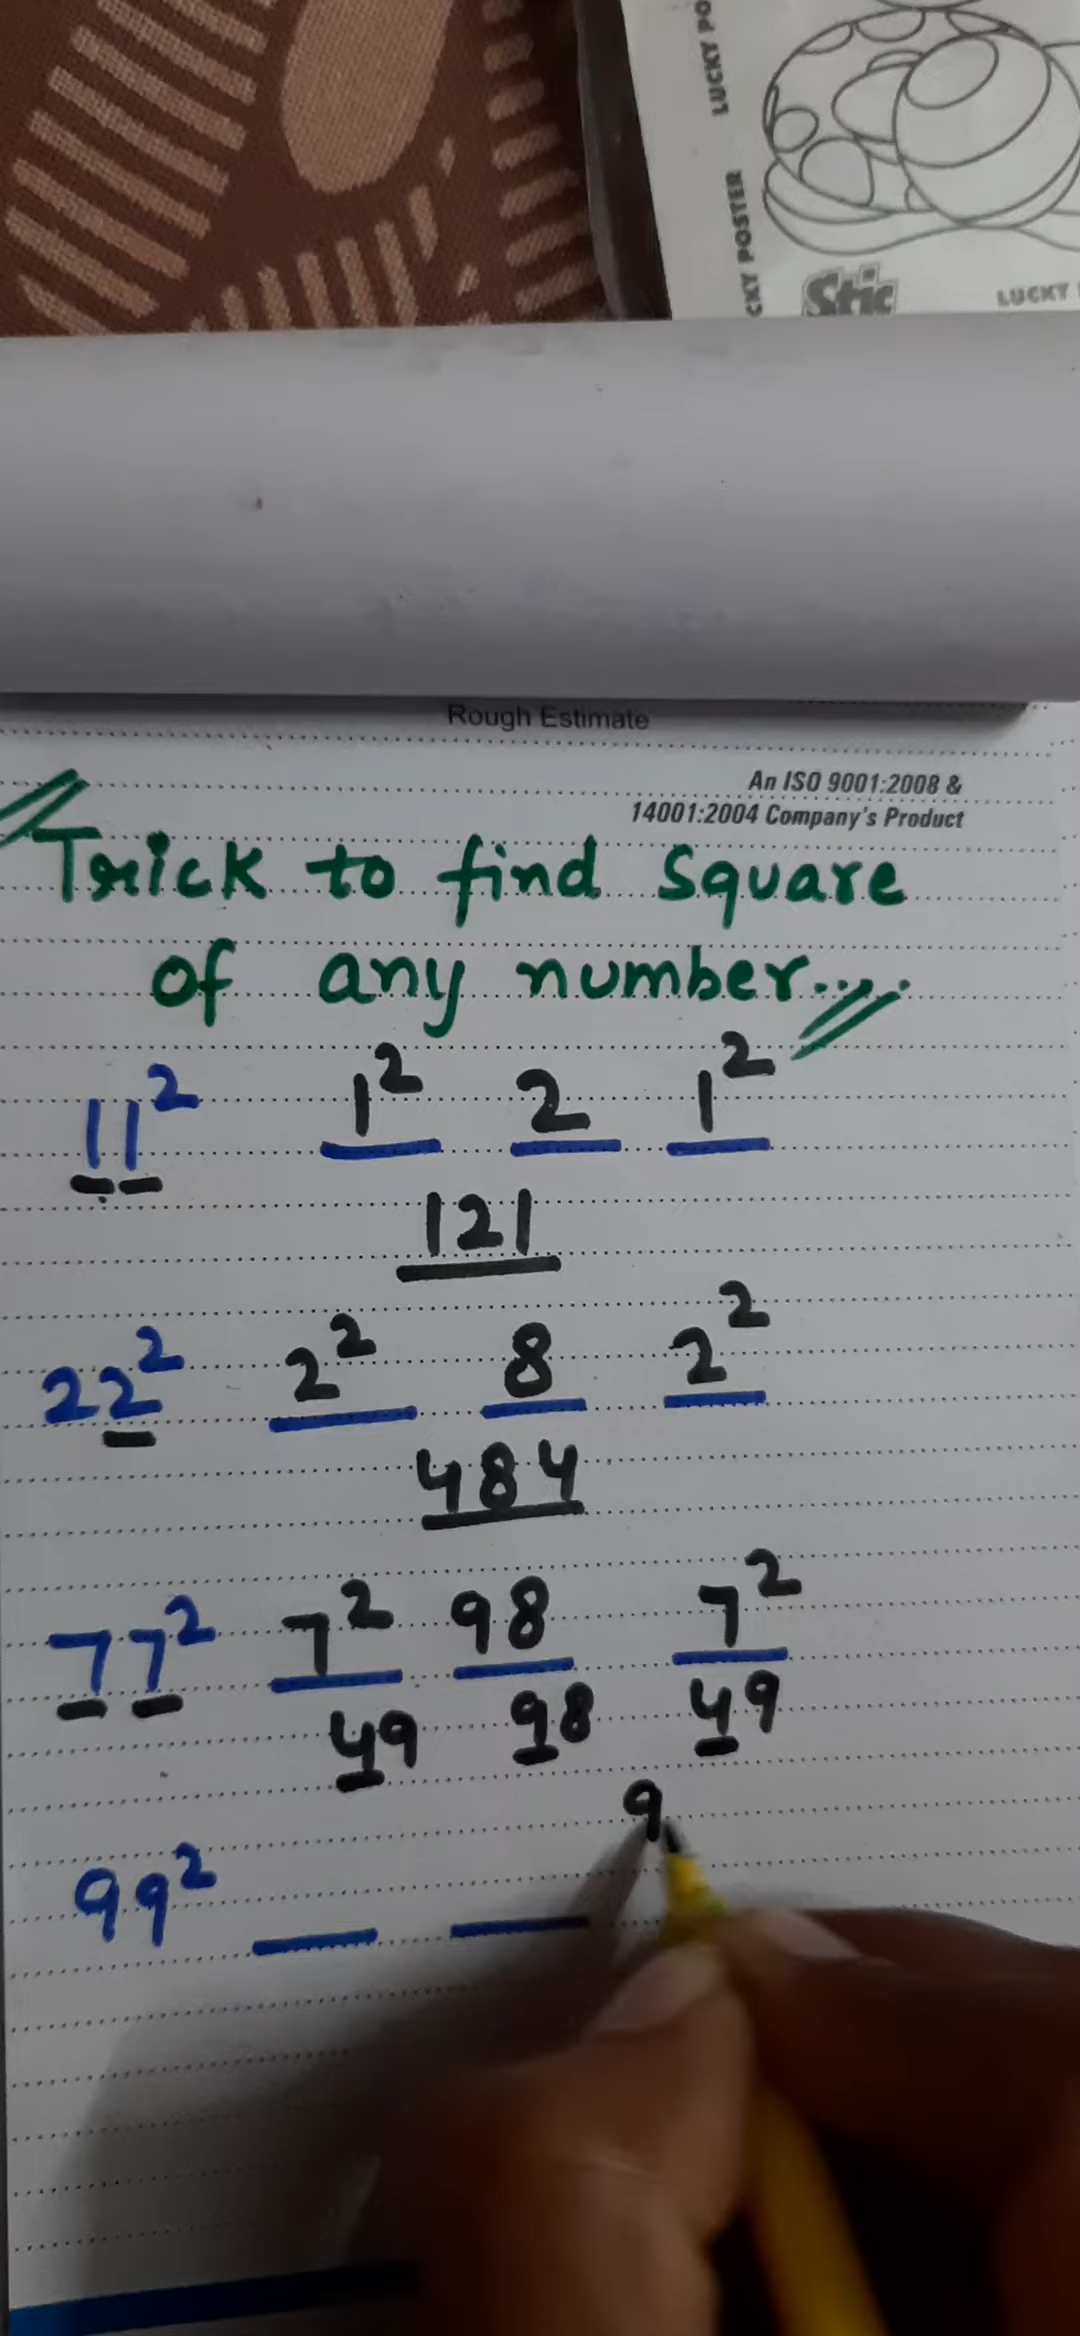 LUCKY PO
CKY POSTER
Stic
LUCKY
Rough Estimate
An ISO 9001:2008 &
14001:2004 Company's Product
Trick to find square
of any number....
11² 1² 2 1²
121
22² 2² 8 2²
484
77² 7² 98 7²
49 98 49
9
99²